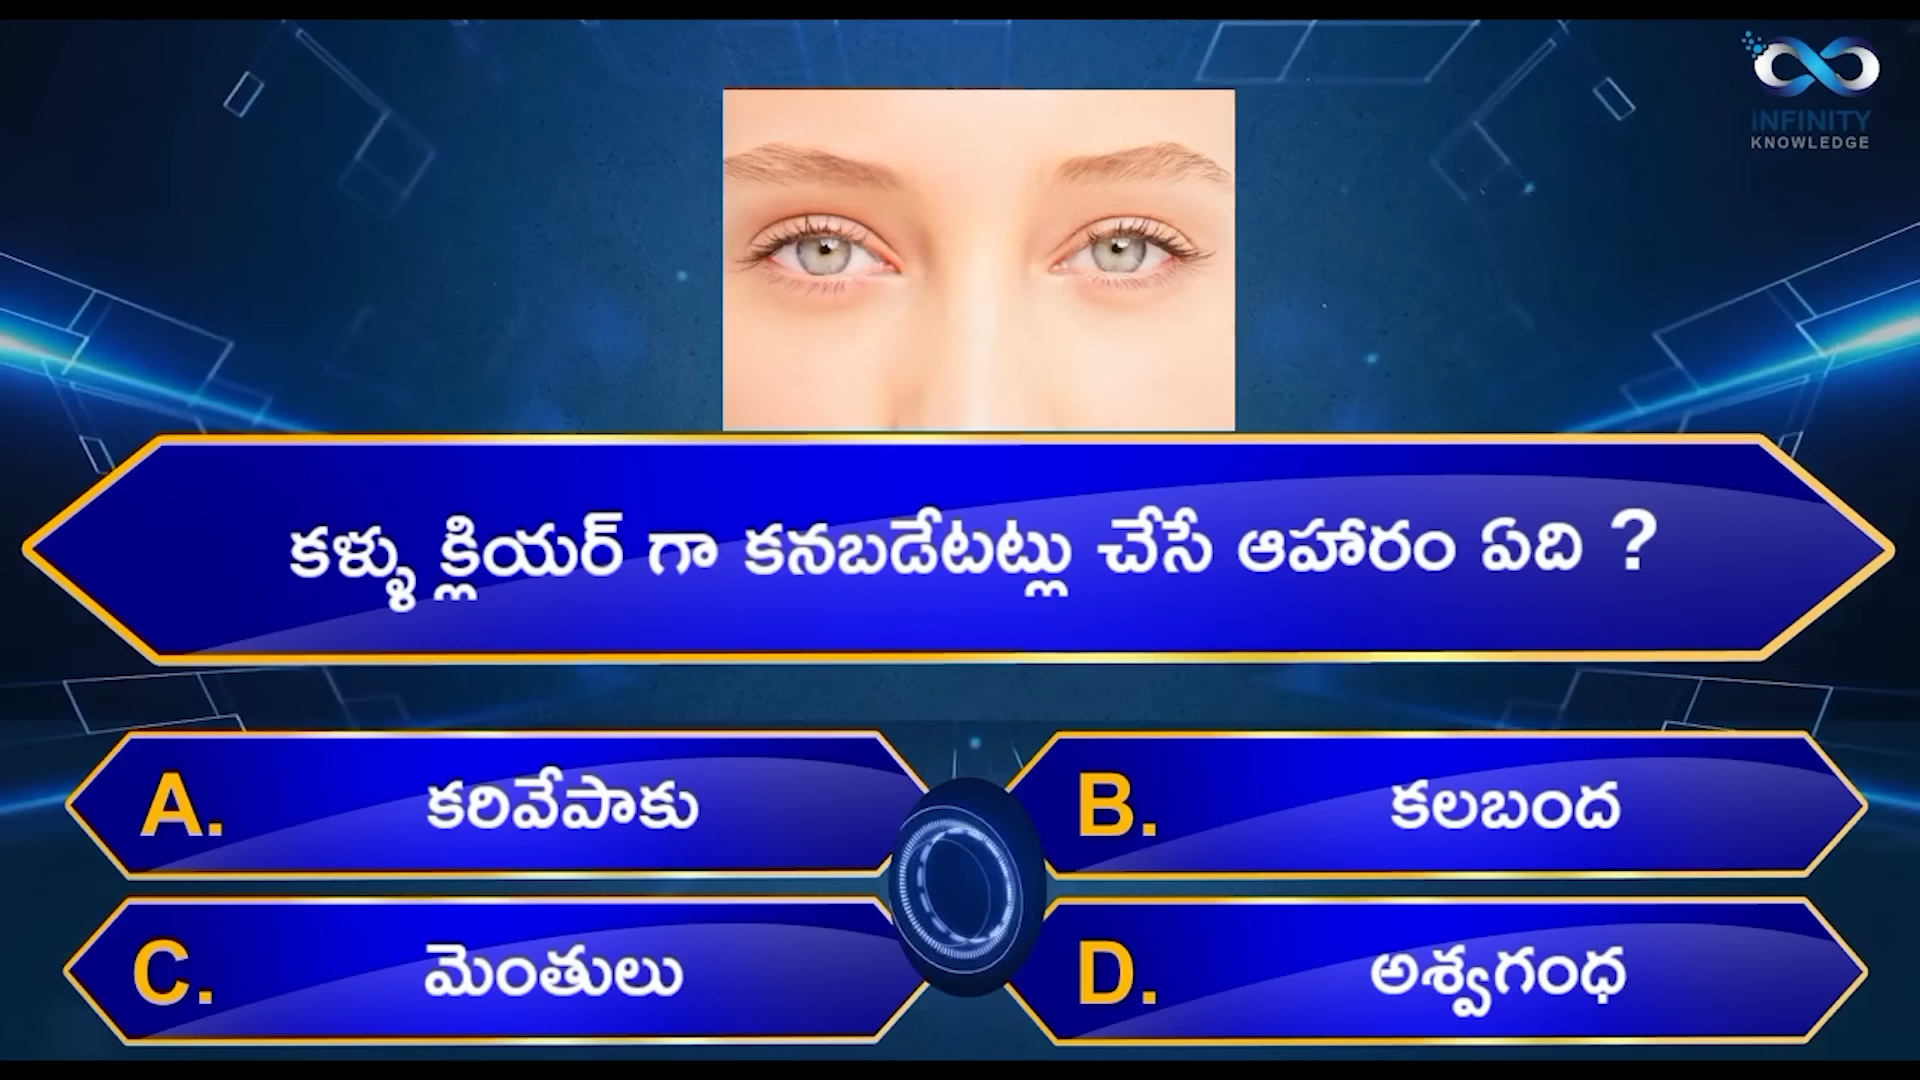 INFINITY
KNOWLEDGE
కళ్ళు క్లియర్ గా కనబడేటట్లు చేసే ఆహారం ఏది ?
A. కరివేపాకు
B. కలబంద
C. మెంతులు
D. అశ్వగంధ